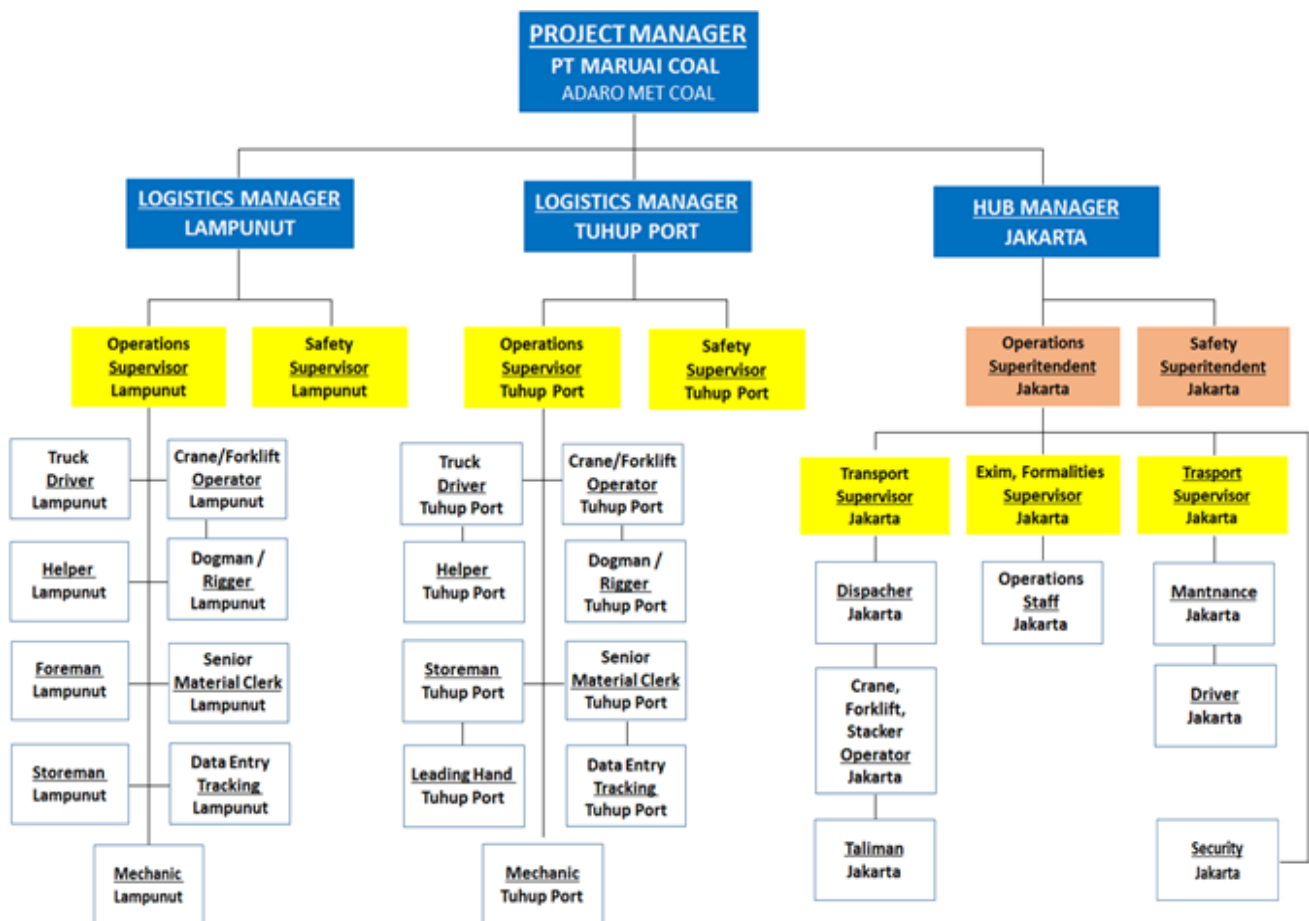 PROJECT MANAGER
PT MARUAI COAL
ADARO MET COAL
LOGISTICS MANAGER
LAMPUNUT
LOGISTICS MANAGER
TUHUP PORT
HUB MANAGER
JAKARTA
Operations
Supervisor
Lampunut
Safety
Supervisor
Lampunut
Operations
Supervisor
Tuhup Port
Safety
Supervisor
Tuhup Port
Operations
Superitendent
Jakarta
Safety
Superitendent
Jakarta
Truck
Driver
Lampunut
Crane/Forklift
Operator
Lampunut
Helper
Lampunut
Dogman /
Rigger
Lampunut
Foreman
Lampunut
Senior
Material Clerk
Lampunut
Storeman
Lampunut
Data Entry
Tracking
Lampunut
Mechanic
Lampunut
Truck
Driver
Tuhup Port
Crane/Forklift
Operator
Tuhup Port
Helper
Tuhup Port
Dogman /
Rigger
Tuhup Port
Storeman
Tuhup Port
Senior
Material Clerk
Tuhup Port
Leading Hand
Tuhup Port
Data Entry
Tracking
Tuhup Port
Mechanic
Tuhup Port
Transport
Supervisor
Jakarta
Exim, Formalities
Supervisor
Jakarta
Trasport
Supervisor
Jakarta
Dispacher
Jakarta
Operations
Staff
Jakarta
Mantnance
Jakarta
Crane,
Forklift,
Stacker
Operator
Jakarta
Driver
Jakarta
Taliman
Jakarta
Security
Jakarta